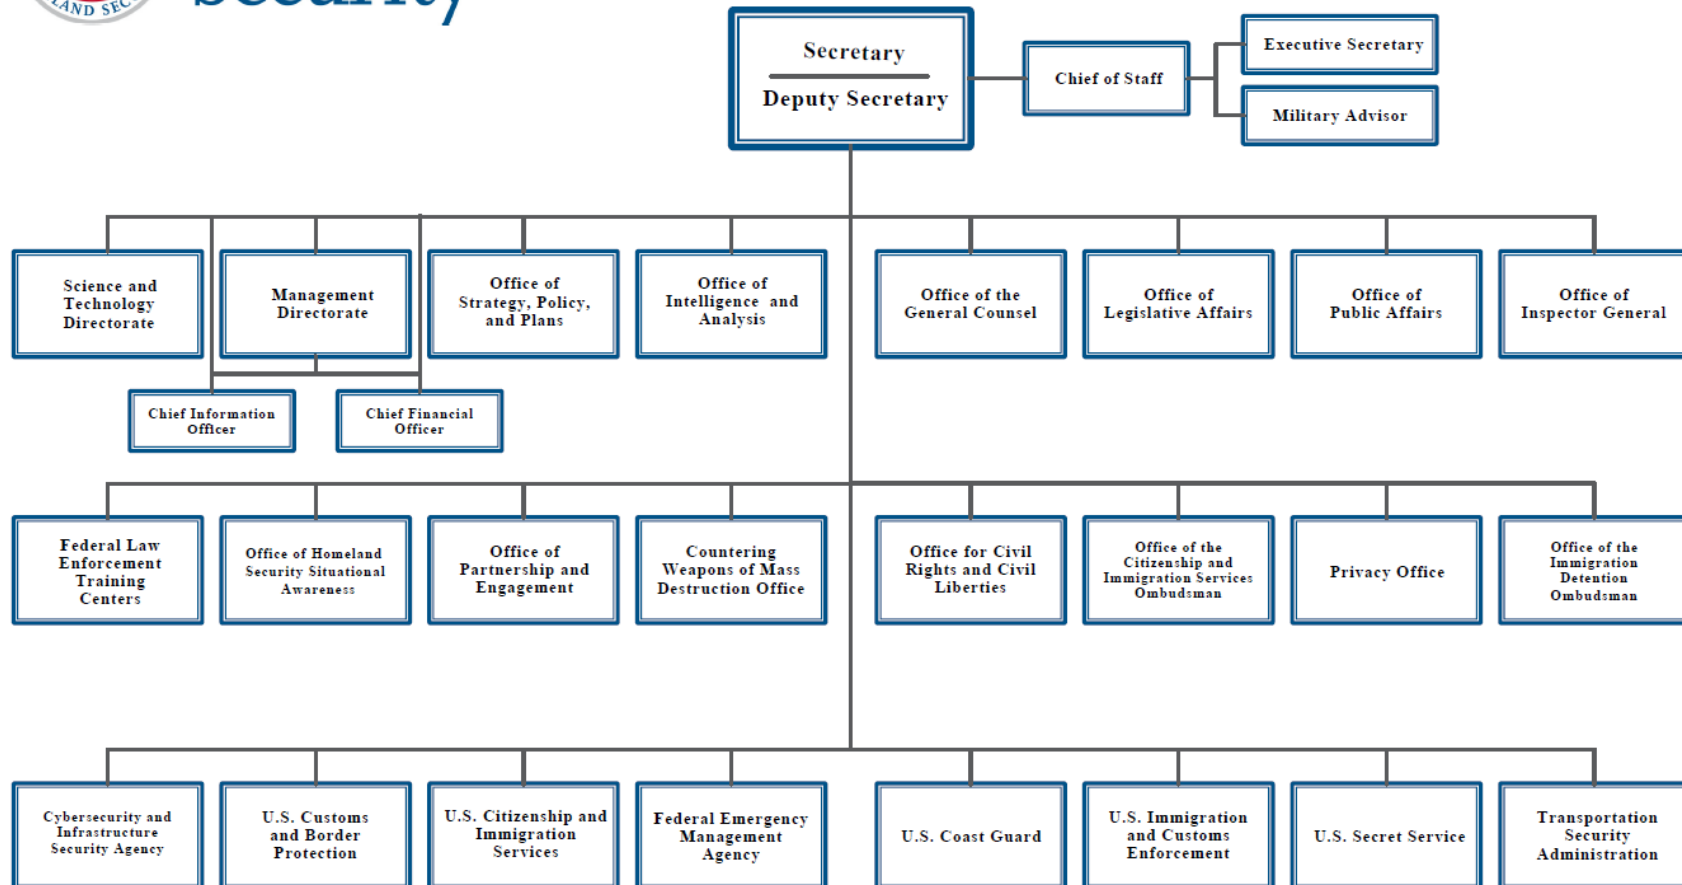 LAND SEC
Security
Secretary
Deputy Secretary
Chief of Staff
Executive Secretary
Military Advisor
Science and
Technology
Directorate
Management
Directorate
Office of
Strategy, Policy,
and Plans
Office of
Intelligence and
Analysis
Office of the
General Counsel
Office of
Legislative Affairs
Office of
Public Affairs
Office of
Inspector General
Chief Information
Officer
Chief Financial
Officer
Federal Law
Enforcement
Training
Centers
Office of Homeland
Security Situational
Awareness
Office of
Partnership and
Engagement
Countering
Weapons of Mass
Destruction Office
Office for Civil
Rights and Civil
Liberties
Office of the
Citizenship and
Immigration Services
Ombudsman
Privacy Office
Office of the
Immigration
Detention
Ombudsman
Cybersecurity and
Infrastructure
Security Agency
U.S. Customs
and Border
Protection
U.S. Citizenship and
Immigration
Services
Federal Emergency
Management
Agency
U.S. Coast Guard
U.S. Immigration
and Customs
Enforcement
U.S. Secret Service
Transportation
Security
Administration